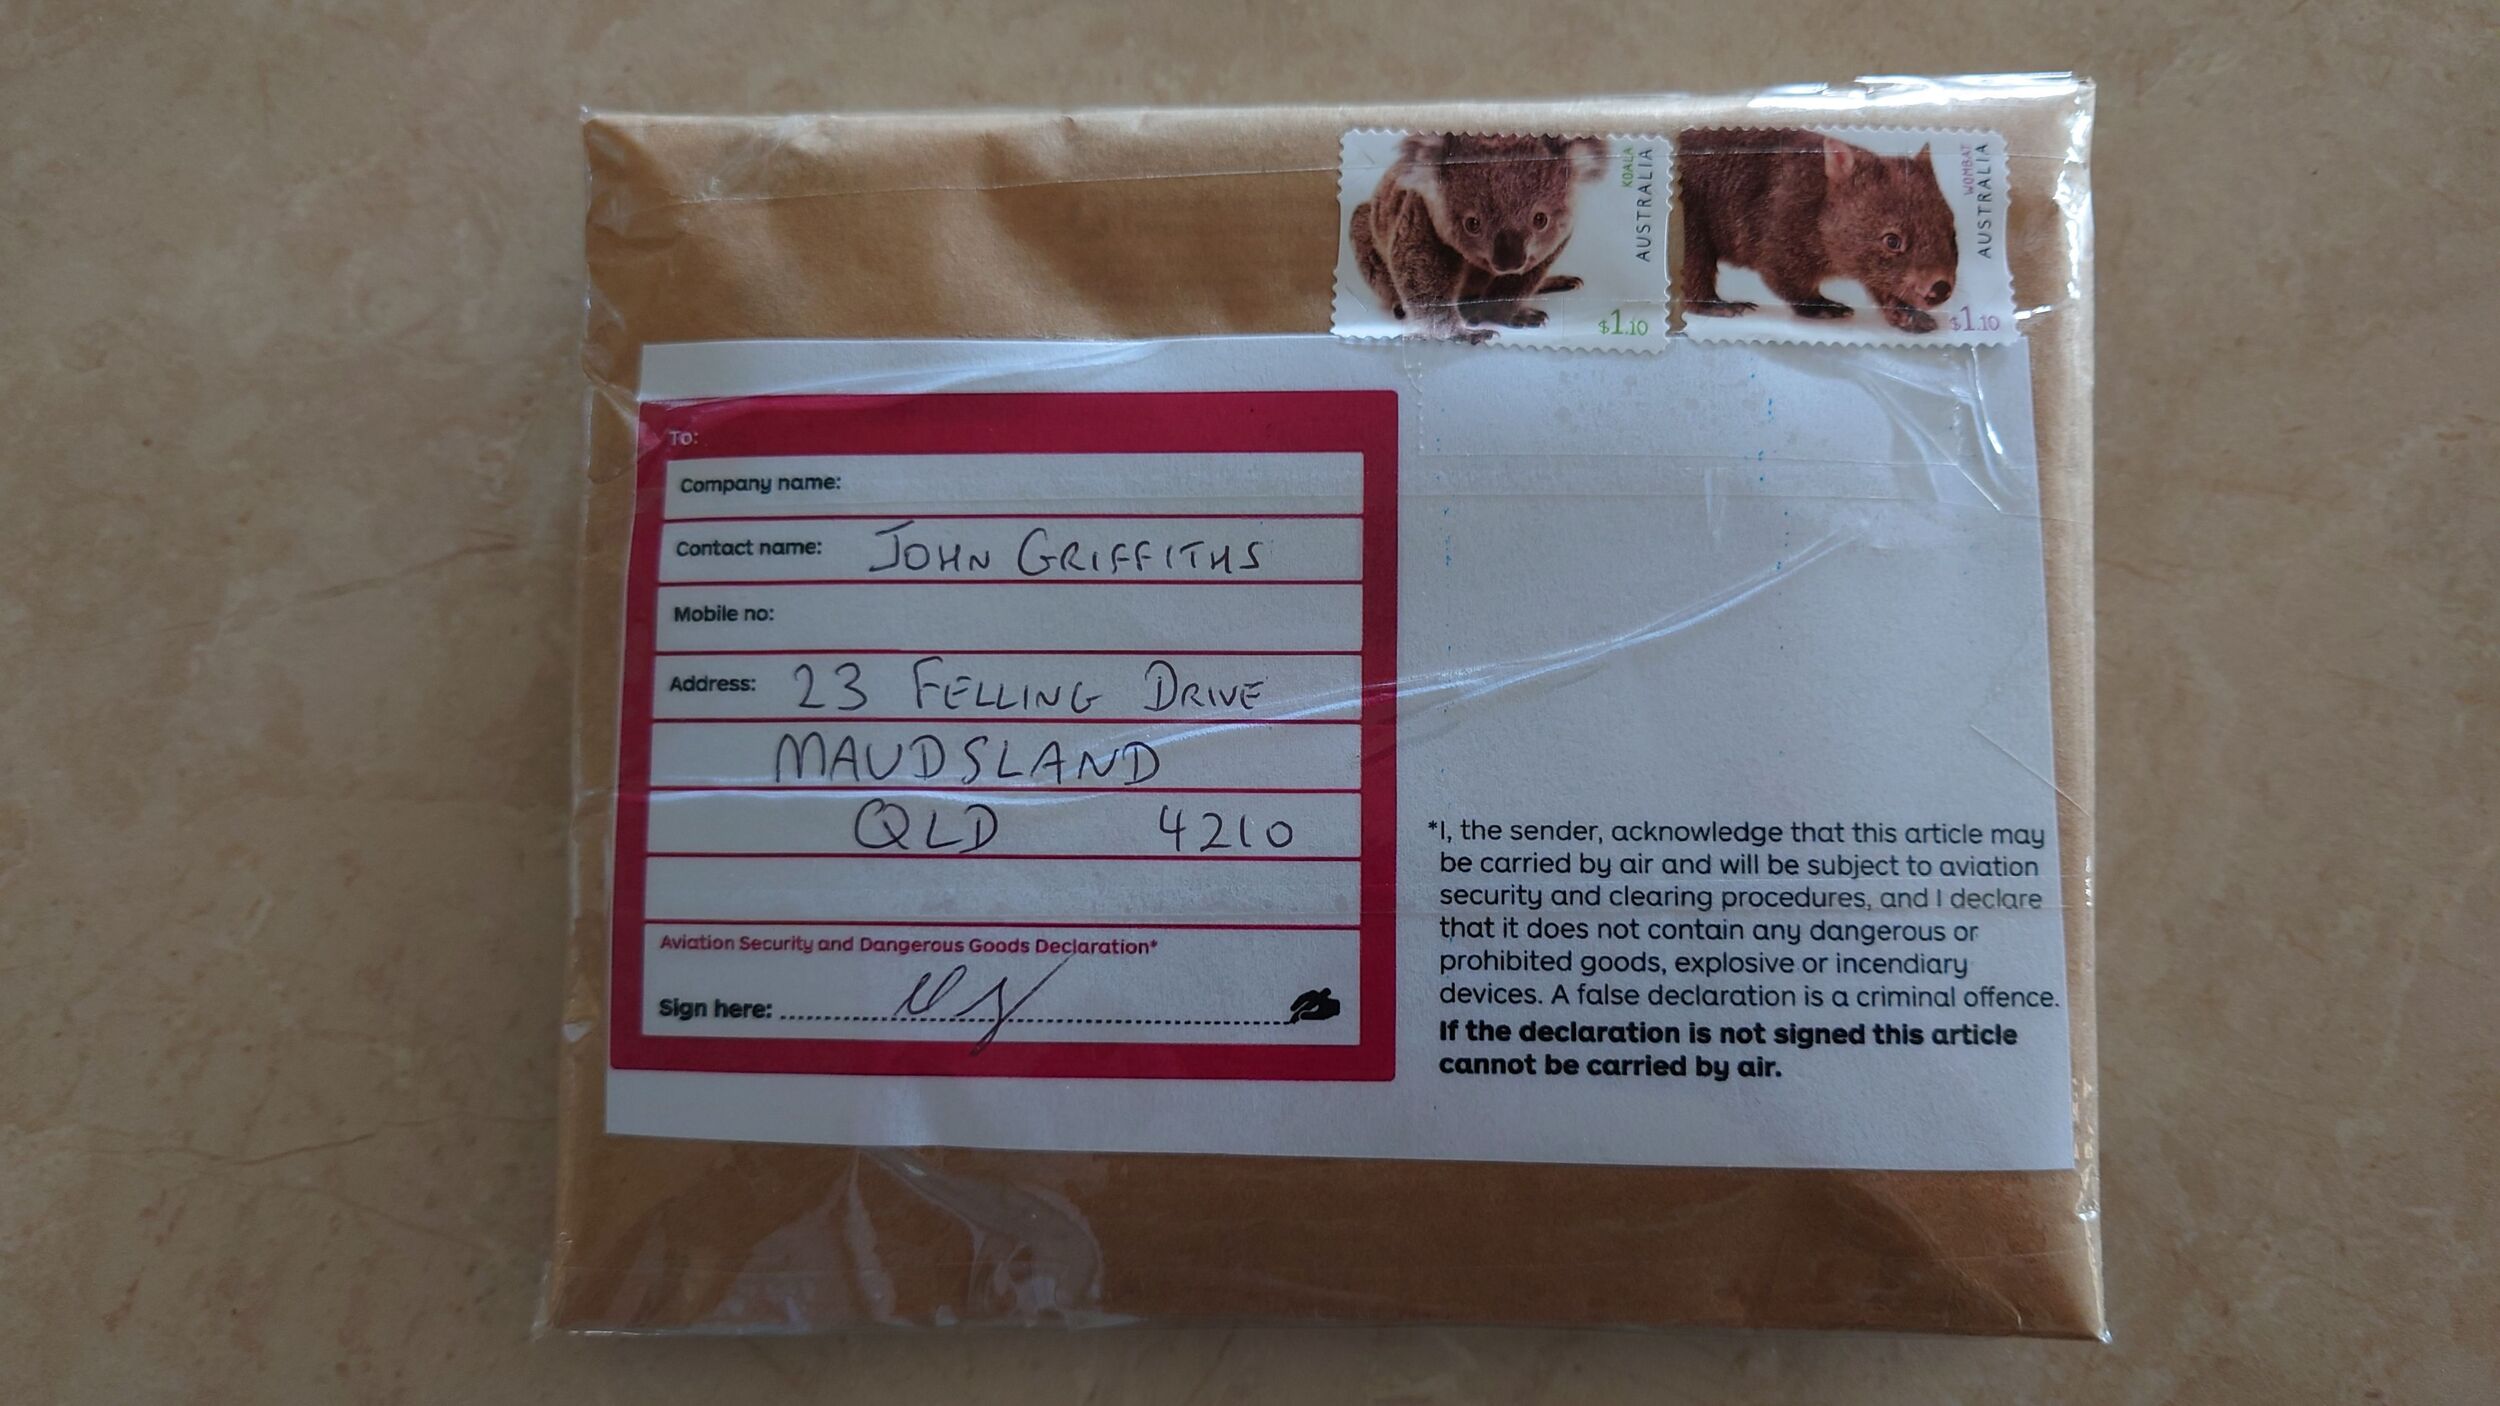 KOALA
AUSTRALIA
$1.10
WOMBAT
AUSTRALIA
$1.10
To:
Company name:
Contact name: JOHN GRIFFITHS
Mobile no:
Address: 23 FELLING DRIVE
MAUDSLAND
QLD 4210
Aviation Security and Dangerous Goods Declaration*
Sign here:
*I, the sender, acknowledge that this article may
be carried by air and will be subject to aviation
security and clearing procedures, and I declare
that it does not contain any dangerous or
prohibited goods, explosive or incendiary
devices. A false declaration is a criminal offence.
If the declaration is not signed this article
cannot be carried by air.